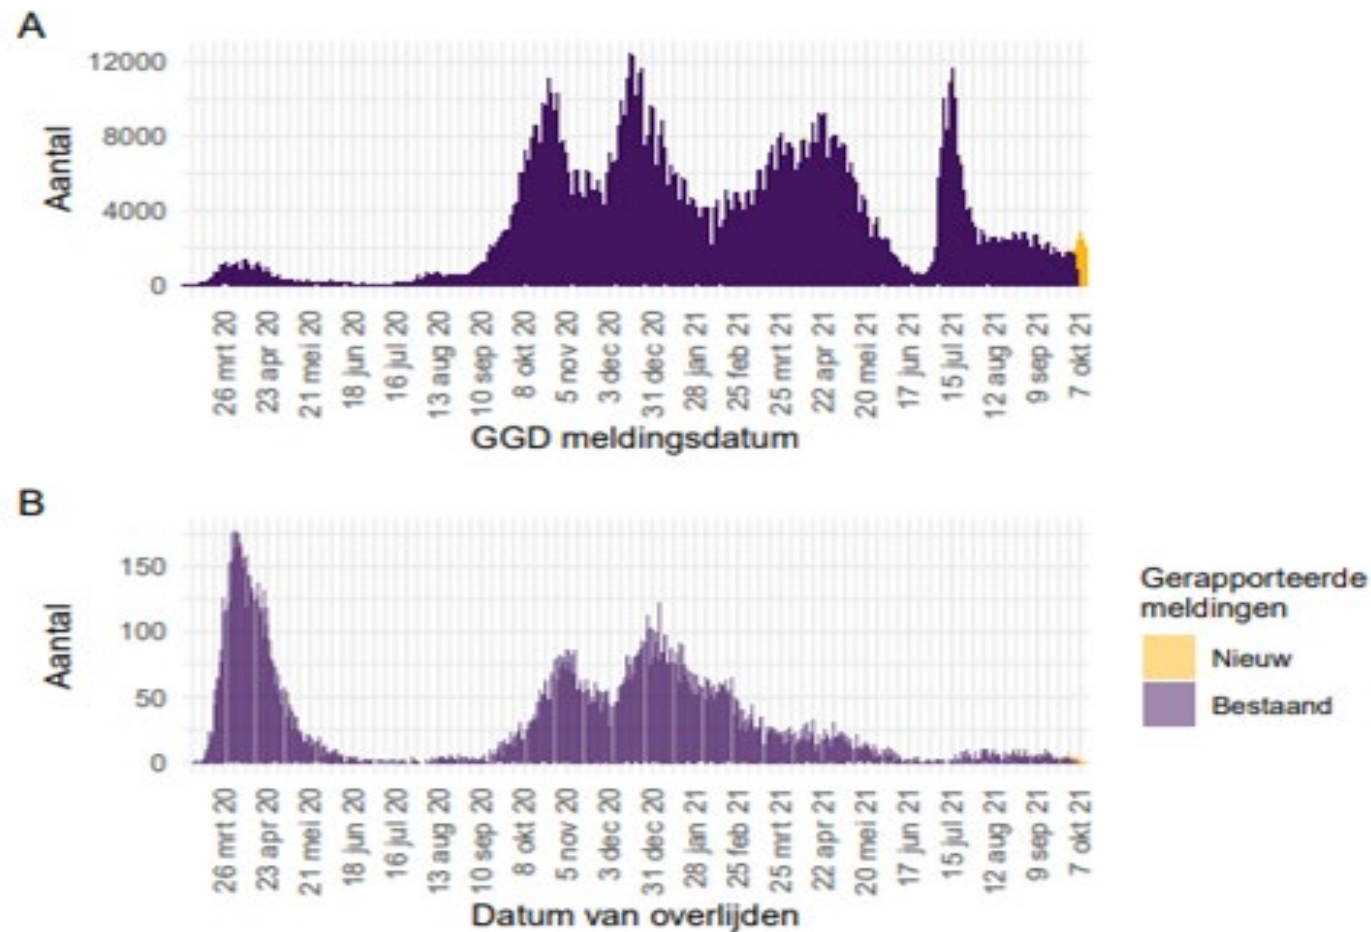 A
12000
8000
4000
0
Aantal
26 mrt 20
23 apr 20
21 mei 20
18 jun 20
16 jul 20
13 aug 20
10 sep 20
8 okt 20
5 nov 20
3 dec 20
31 dec 20
28 jan 21
25 feb 21
25 mrt 21
22 apr 21
20 mei 21
17 jun 21
15 jul 21
12 aug 21
9 sep 21
7 okt 21
GGD meldingsdatum
B
150
100
50
0
Aantal
26 mrt 20
23 apr 20
21 mei 20
18 jun 20
16 jul 20
13 aug 20
10 sep 20
8 okt 20
5 nov 20
3 dec 20
31 dec 20
28 jan 21
25 feb 21
25 mrt 21
22 apr 21
20 mei 21
17 jun 21
15 jul 21
12 aug 21
9 sep 21
7 okt 21
Datum van overlijden
Gerapporteerde
meldingen
Nieuw
Bestaand